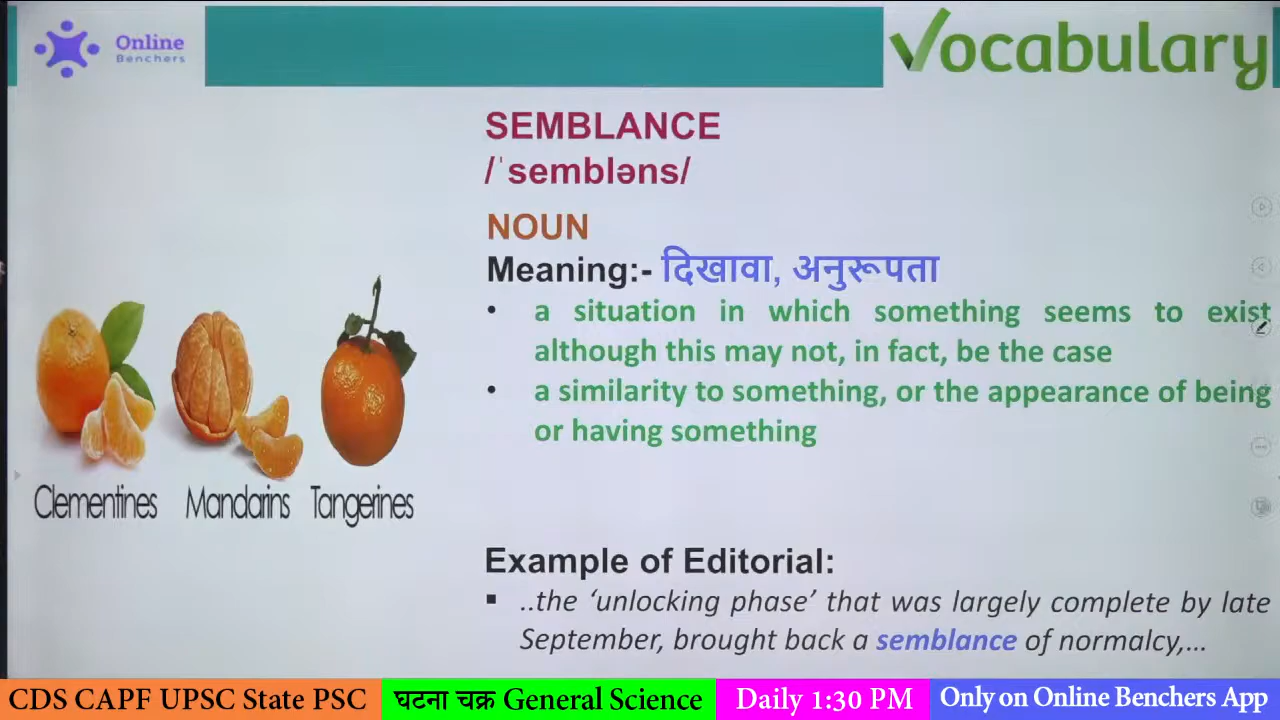 Online
Benchers
Vocabulary
SEMBLANCE
/ˈsembləns/
NOUN
Meaning:- दिखावा, अनुरूपता
• a situation in which something seems to exist
although this may not, in fact, be the case
• a similarity to something, or the appearance of being
or having something
Clementines Mandarins Tangerines
Example of Editorial:
▪ ..the ‘unlocking phase’ that was largely complete by late
September, brought back a semblance of normalcy,...
CDS CAPF UPSC State PSC घटना चक्र General Science Daily 1:30 PM Only on Online Benchers App